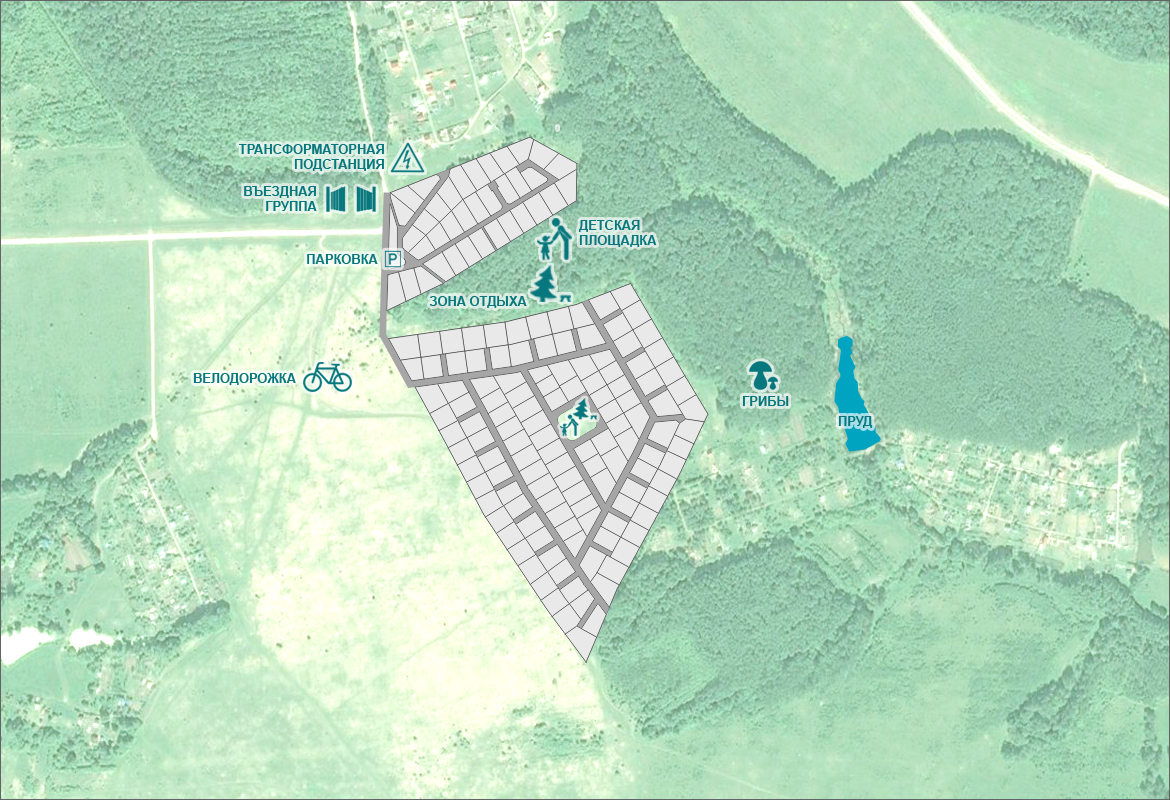 ТРАНСФОРМАТОРНАЯ
ПОДСТАНЦИЯ
ВЪЕЗДНАЯ
ГРУППА
ДЕТСКАЯ
ПЛОЩАДКА
ПАРКОВКА
P
ЗОНА ОТДЫХА
ВЕЛОДОРОЖКА
ГРИБЫ
ПРУД